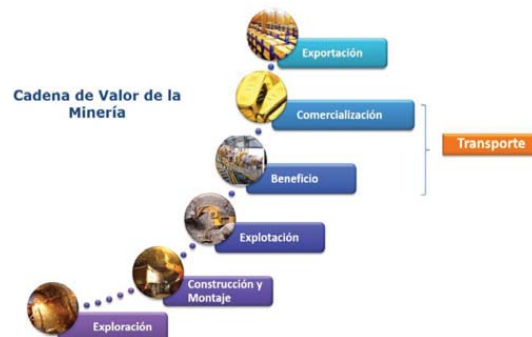 Exportación
Cadena de Valor de la
Minería
Comercialización
Transporte
Beneficio
Explotación
Construcción y
Montaje
Exploración